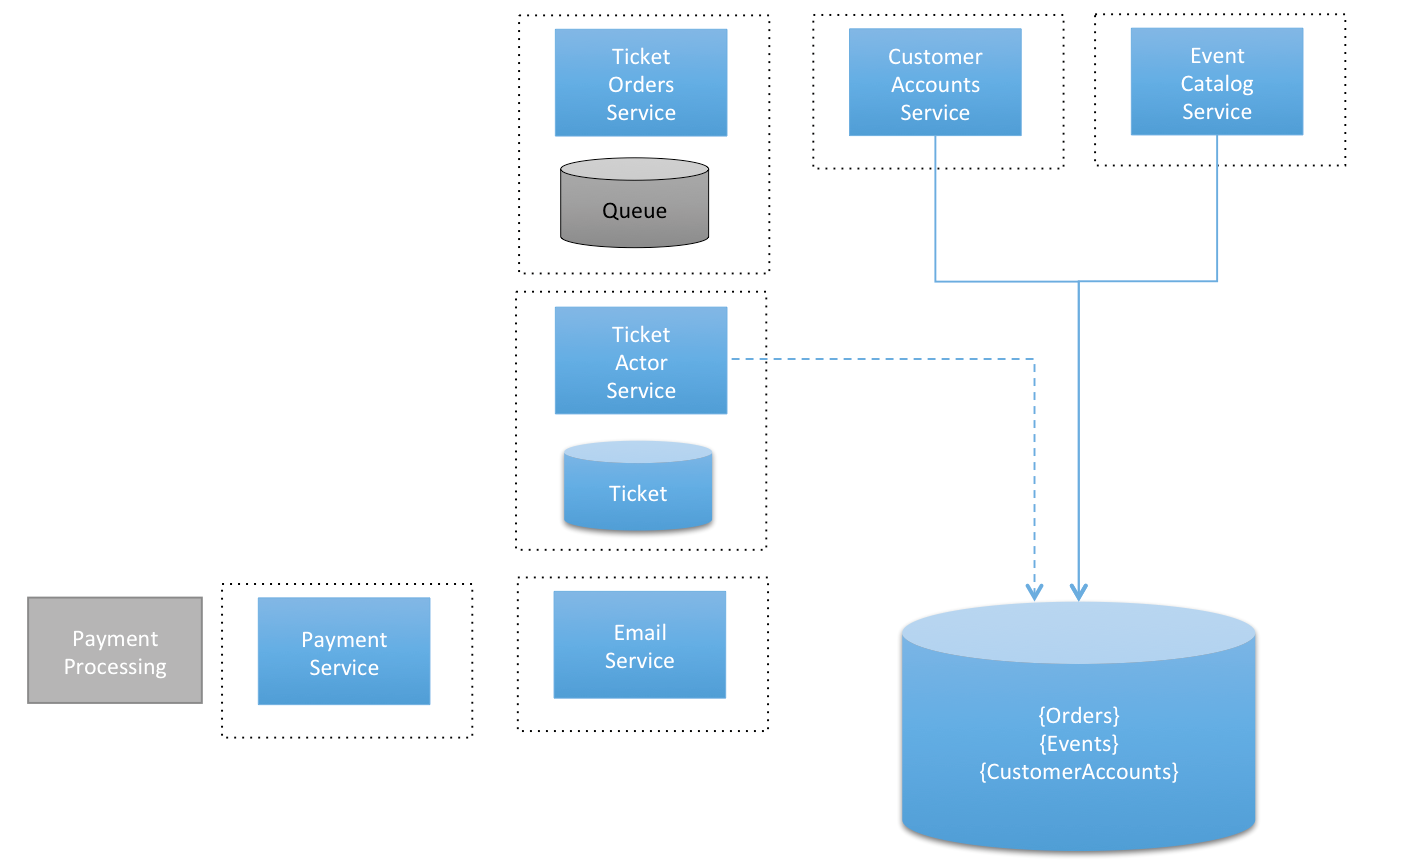 Ticket
Orders
Service
Customer
Accounts
Service
Event
Catalog
Service
Queue
Ticket
Actor
Service
Ticket
Payment
Processing
Payment
Service
Email
Service
{Orders}
{Events}
{CustomerAccounts}